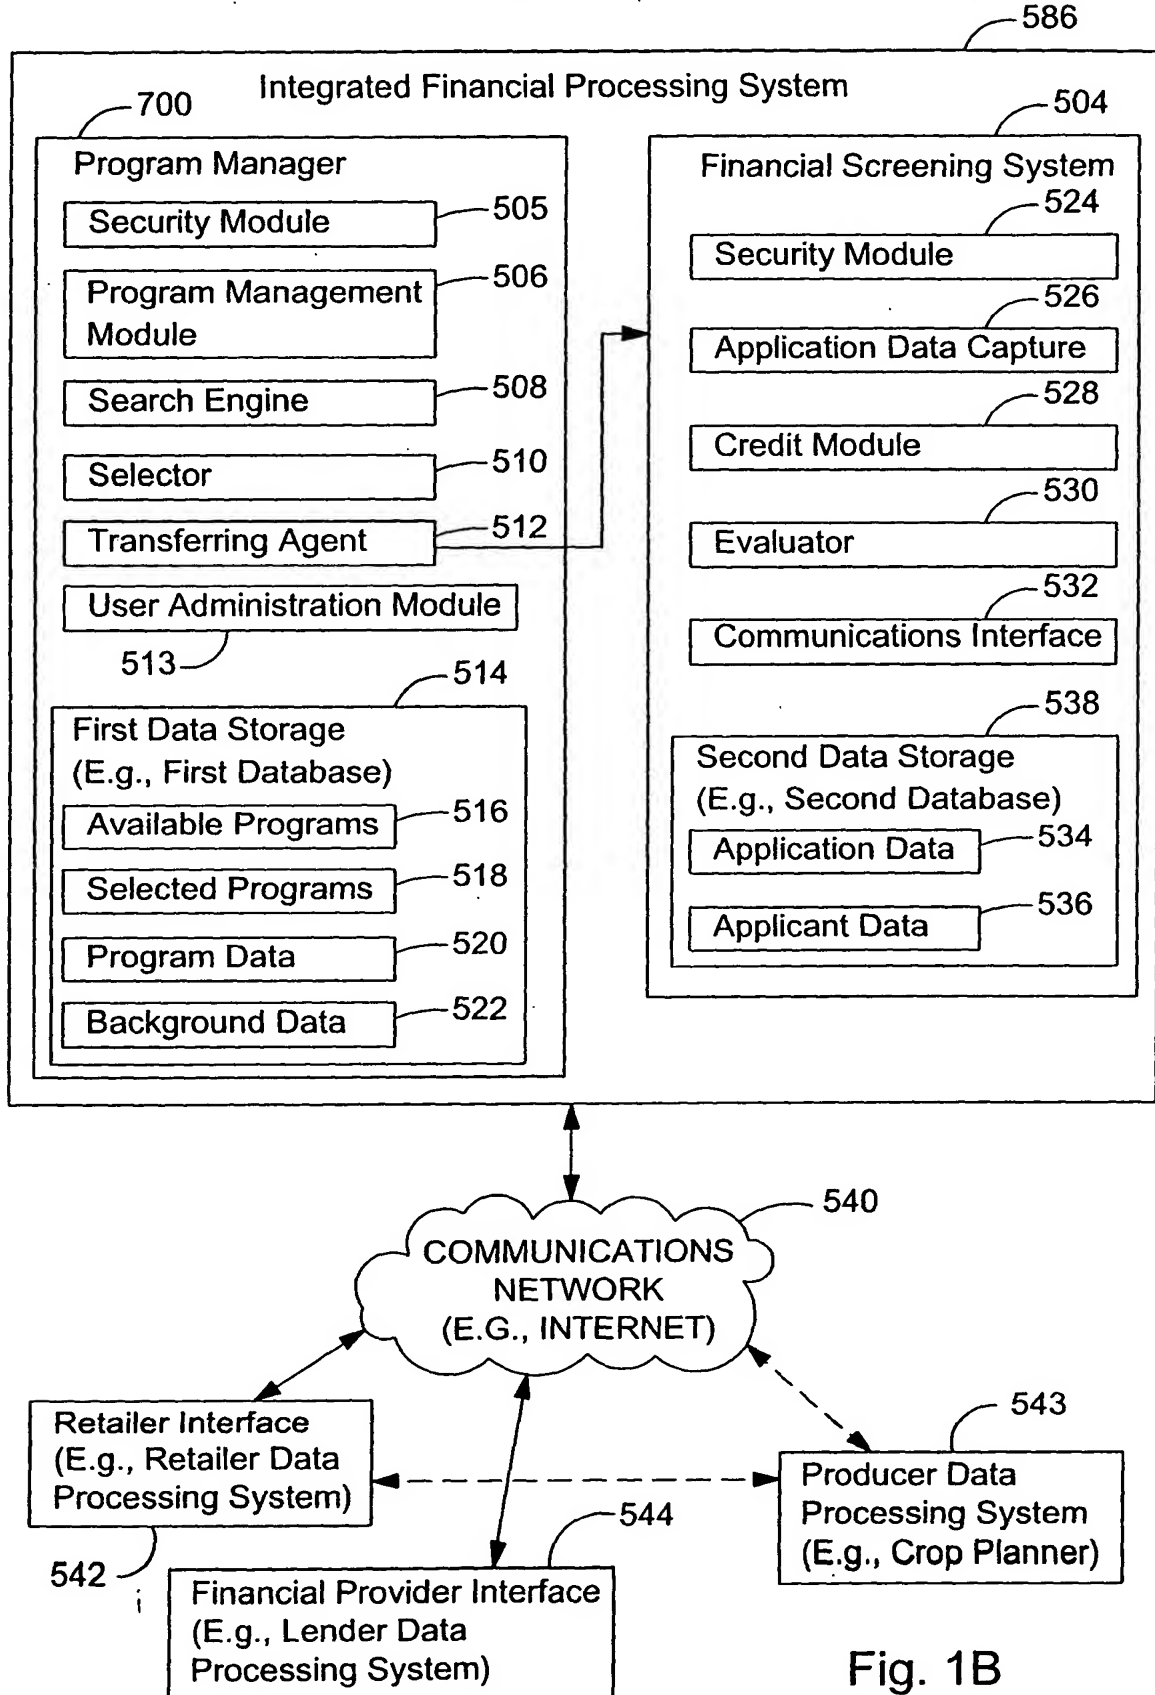 586
Integrated Financial Processing System
700
Program Manager
Security Module
505
Program Management
Module
506
Search Engine
508
Selector
510
Transferring Agent
512
User Administration Module
513
514
First Data Storage
(E.g., First Database)
Available Programs
516
Selected Programs
518
Program Data
520
Background Data
522
504
Financial Screening System
524
Security Module
526
Application Data Capture
528
Credit Module
530
Evaluator
532
Communications Interface
538
Second Data Storage
(E.g., Second Database)
Application Data
534
Applicant Data
536
540
COMMUNICATIONS
NETWORK
(E.G., INTERNET)
Retailer Interface
(E.g., Retailer Data
Processing System)
542
543
Producer Data
Processing System
(E.g., Crop Planner)
544
Financial Provider Interface
(E.g., Lender Data
Processing System)
Fig. 1B